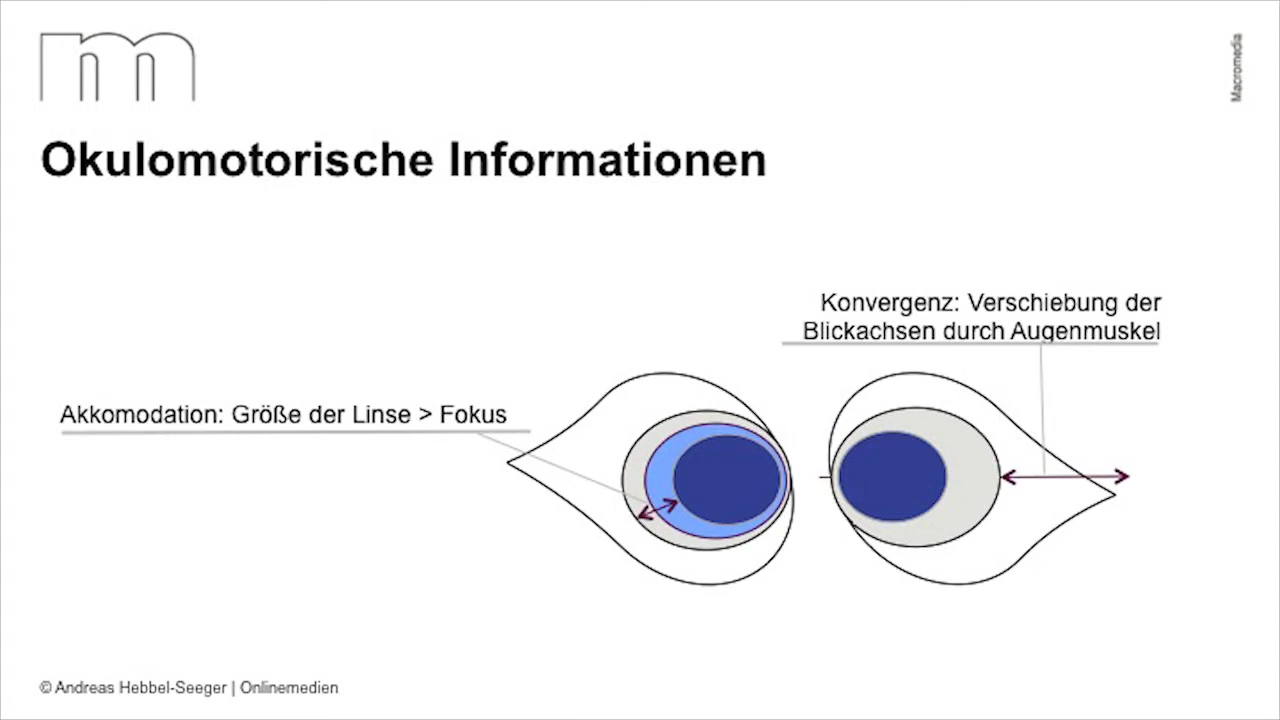 m
Macromedia
Okulomotorische Informationen
Konvergenz: Verschiebung der
Blickachsen durch Augenmuskel
Akkomodation: Größe der Linse > Fokus
© Andreas Hebbel-Seeger | Onlinemedien